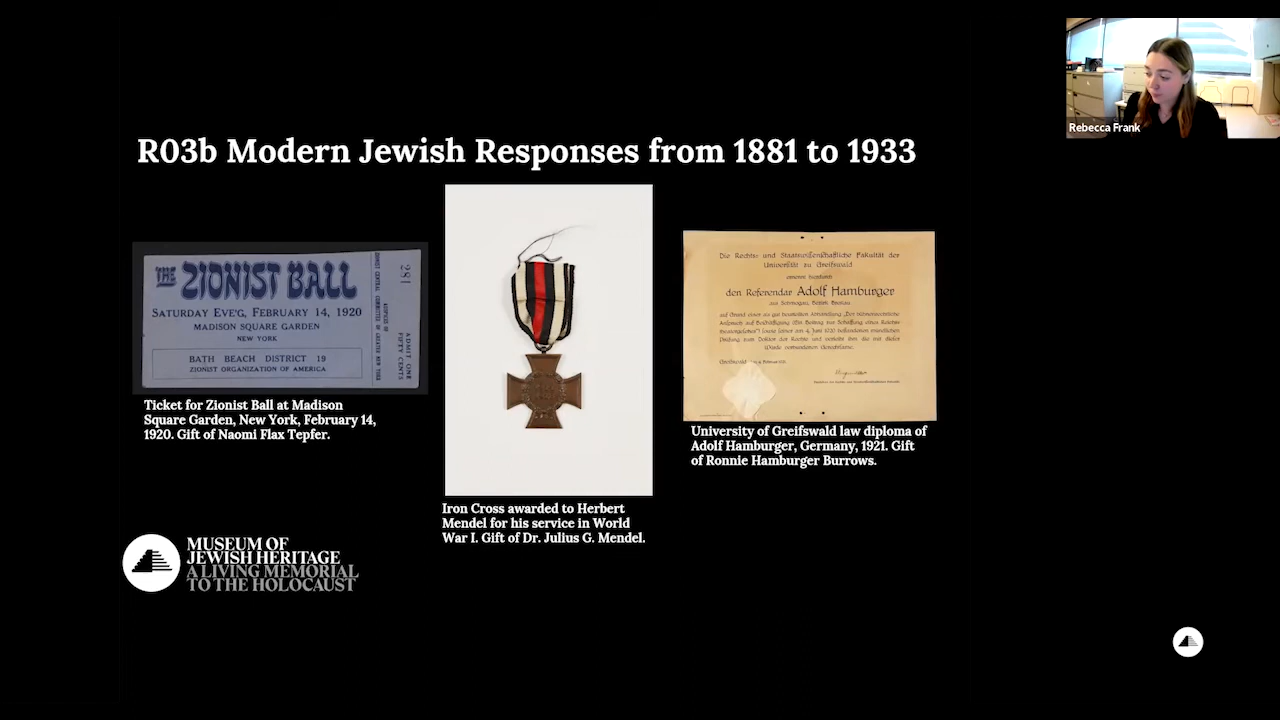 Rebecca Frank
R03b Modern Jewish Responses from 1881 to 1933
THE ZIONIST BALL
SATURDAY EVE'G, FEBRUARY 14, 1920
MADISON SQUARE GARDEN
NEW YORK
BATH BEACH DISTRICT 19
ZIONIST ORGANIZATION OF AMERICA
281
ADMIT ONE
FIFTY CENTS
Ticket for Zionist Ball at Madison
Square Garden, New York, February 14,
1920. Gift of Naomi Flax Tepfer.
Iron Cross awarded to Herbert
Mendel for his service in World
War I. Gift of Dr. Julius G. Mendel.
Die Rechts- und Staatswissenschaftliche Fakultät der
Universität zu Greifswald
den Referendar Adolf Hamburger
University of Greifswald law diploma of
Adolf Hamburger, Germany, 1921. Gift
of Ronnie Hamburger Burrows.
MUSEUM OF
JEWISH HERITAGE
A LIVING MEMORIAL
TO THE HOLOCAUST